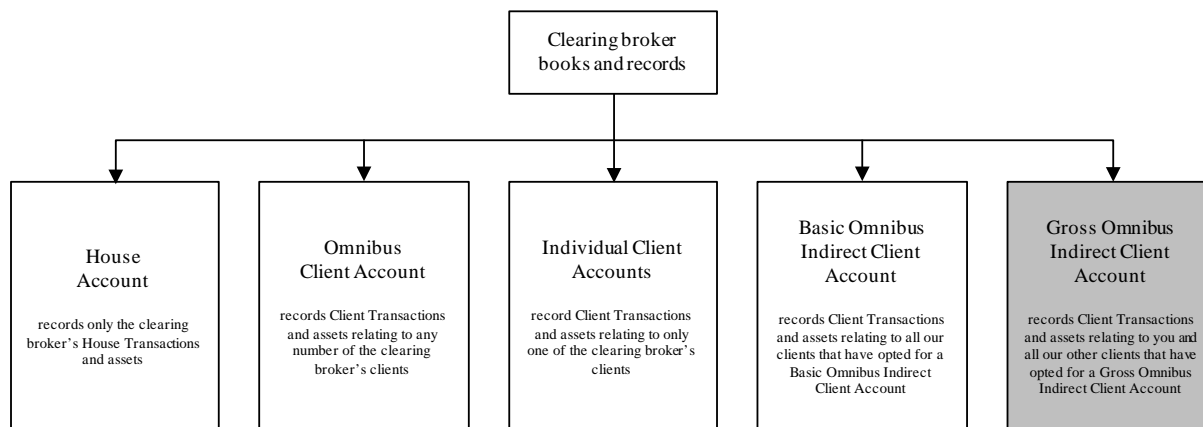 Clearing broker
books and records
House
Account
records only the clearing
broker's House Transactions
and assets
Omnibus
Client Account
records Client Transactions
and assets relating to any
number of the clearing
broker's clients
Individual Client
Accounts
record Client Transactions
and assets relating to only
one of the clearing broker's
clients
Basic Omnibus
Indirect Client
Account
records Client Transactions
and assets relating to all our
clients that have opted for a
Basic Omnibus Indirect
Client Account
Gross Omnibus
Indirect Client
Account
records Client Transactions
and assets relating to you and
all our other clients that have
opted for a Gross Omnibus
Indirect Client Account